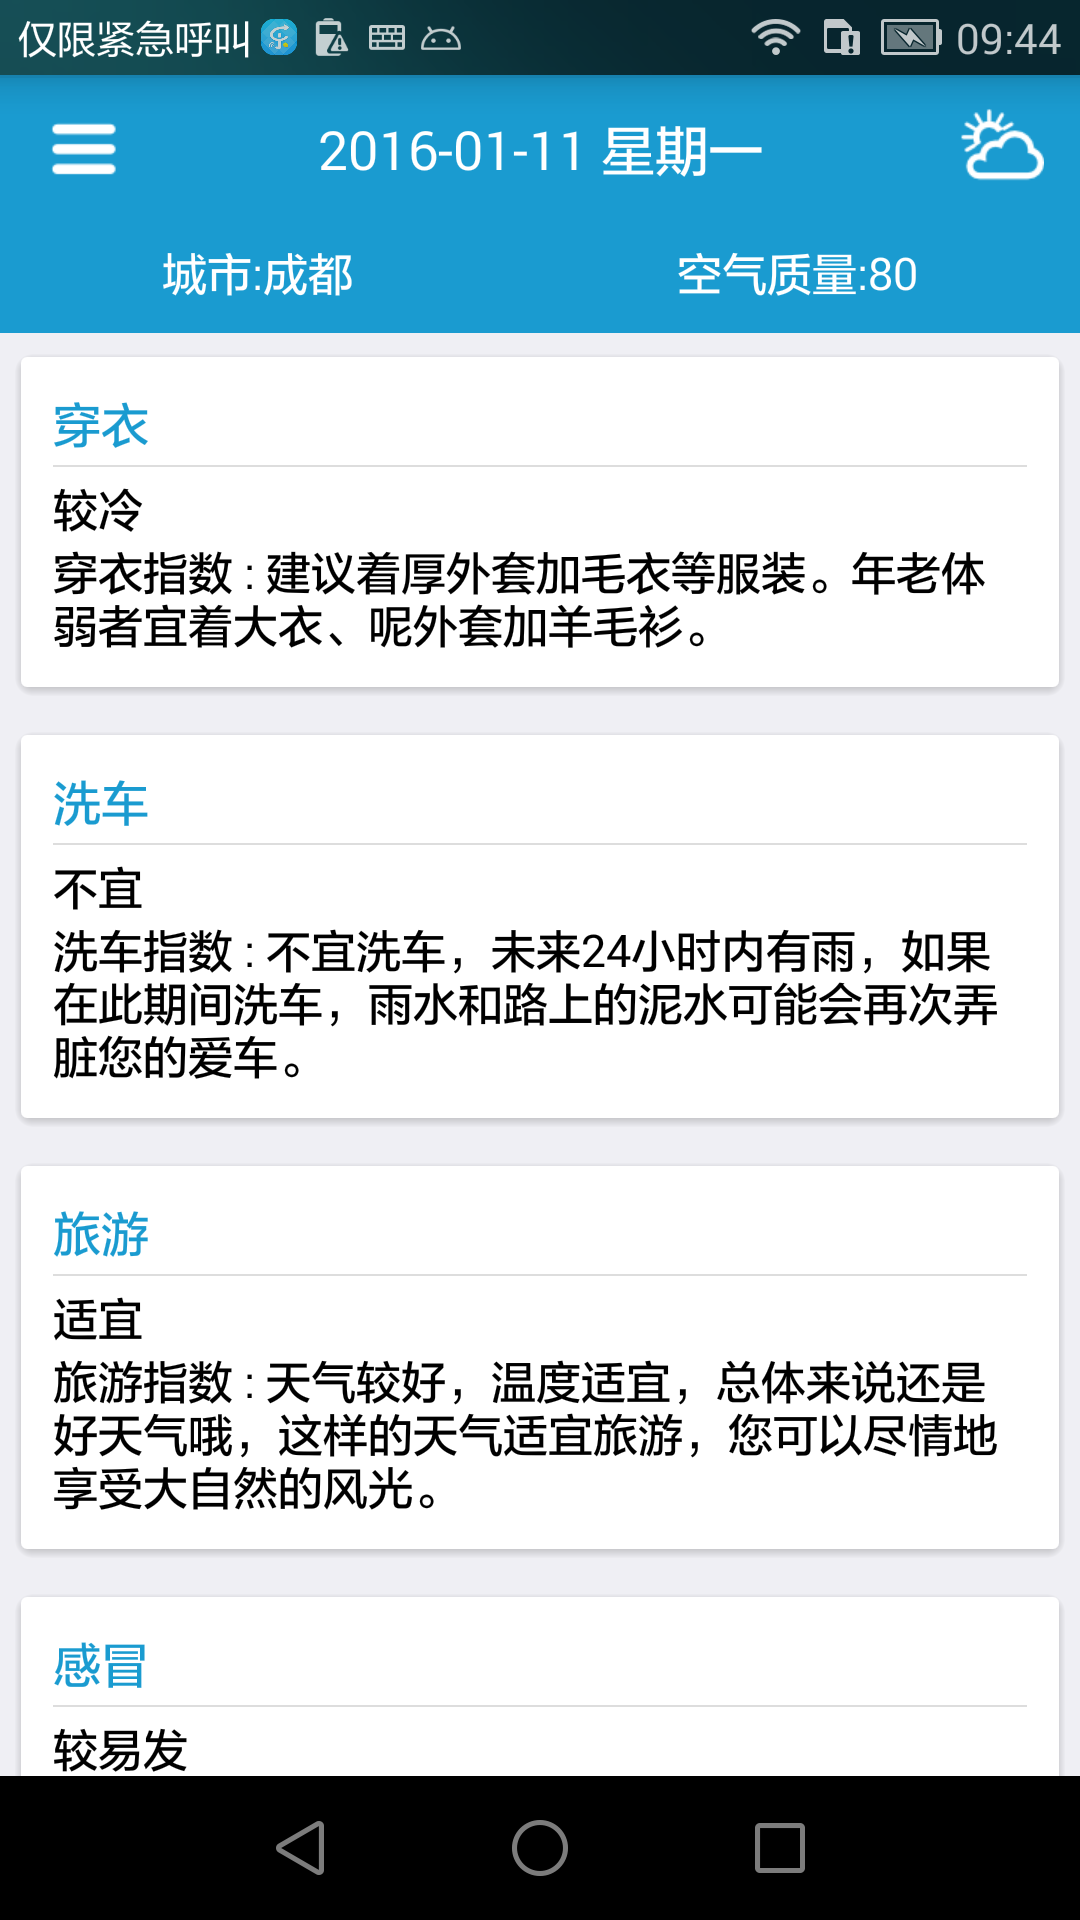 仅限紧急呼叫 09:44
2016-01-11 星期一
城市:成都 空气质量:80
穿衣
较冷
穿衣指数 : 建议着厚外套加毛衣等服装。年老体
弱者宜着大衣、呢外套加羊毛衫。
洗车
不宜
洗车指数 : 不宜洗车，未来24小时内有雨，如果
在此期间洗车，雨水和路上的泥水可能会再次弄
脏您的爱车。
旅游
适宜
旅游指数 : 天气较好，温度适宜，总体来说还是
好天气哦，这样的天气适宜旅游，您可以尽情地
享受大自然的风光。
感冒
较易发